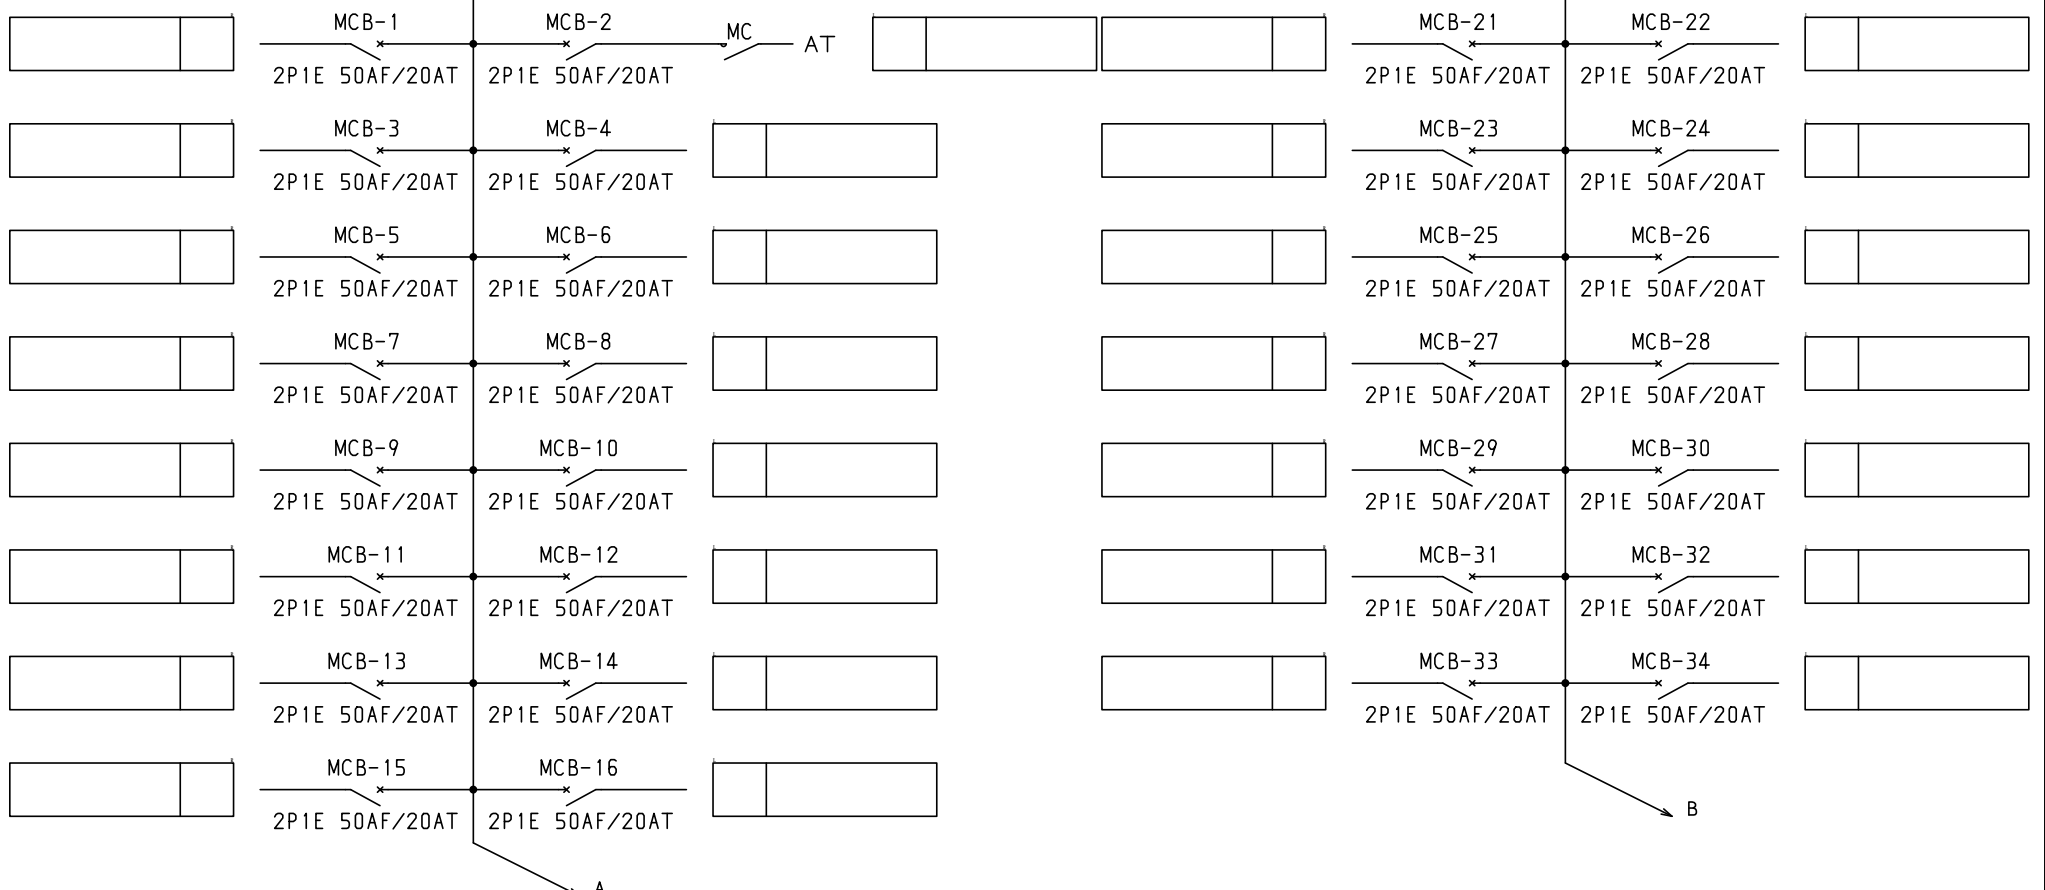 MCB-1 MCB-2 MC AT
2P1E 50AF/20AT 2P1E 50AF/20AT
MCB-3 MCB-4
2P1E 50AF/20AT 2P1E 50AF/20AT
MCB-5 MCB-6
2P1E 50AF/20AT 2P1E 50AF/20AT
MCB-7 MCB-8
2P1E 50AF/20AT 2P1E 50AF/20AT
MCB-9 MCB-10
2P1E 50AF/20AT 2P1E 50AF/20AT
MCB-11 MCB-12
2P1E 50AF/20AT 2P1E 50AF/20AT
MCB-13 MCB-14
2P1E 50AF/20AT 2P1E 50AF/20AT
MCB-15 MCB-16
2P1E 50AF/20AT 2P1E 50AF/20AT
A
MCB-21 MCB-22
2P1E 50AF/20AT 2P1E 50AF/20AT
MCB-23 MCB-24
2P1E 50AF/20AT 2P1E 50AF/20AT
MCB-25 MCB-26
2P1E 50AF/20AT 2P1E 50AF/20AT
MCB-27 MCB-28
2P1E 50AF/20AT 2P1E 50AF/20AT
MCB-29 MCB-30
2P1E 50AF/20AT 2P1E 50AF/20AT
MCB-31 MCB-32
2P1E 50AF/20AT 2P1E 50AF/20AT
MCB-33 MCB-34
2P1E 50AF/20AT 2P1E 50AF/20AT
B